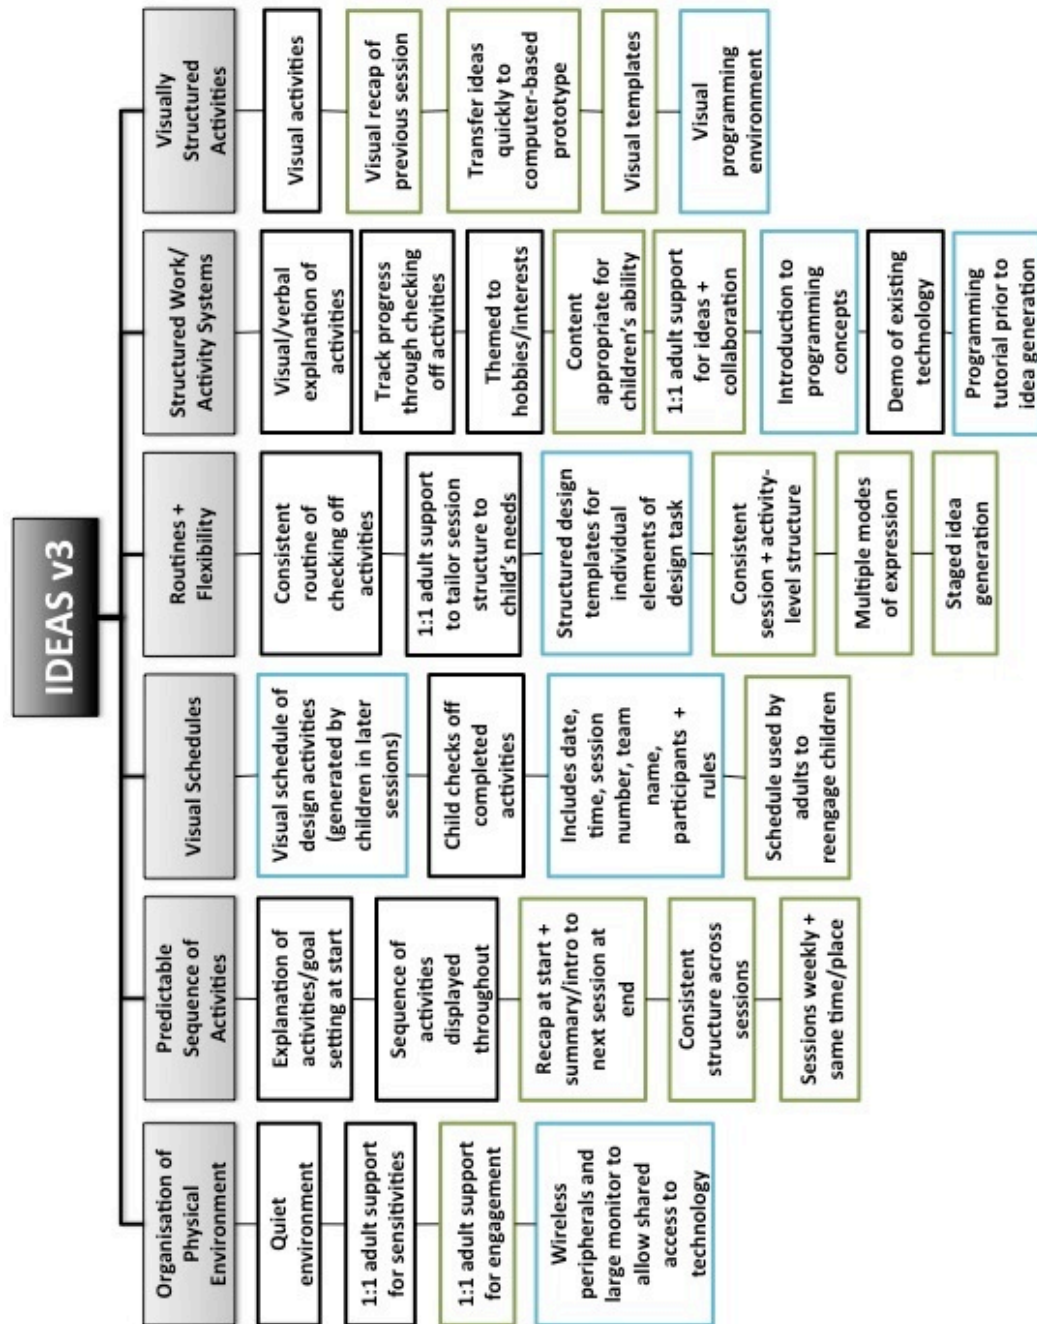 IDEAS v3
Organisation of
Physical
Environment
Quiet
environment
1:1 adult support
for sensitivities
1:1 adult support
for engagement
Wireless
peripherals and
large monitor to
allow shared
access to
technology
Predictable
Sequence of
Activities
Explanation of
activities/goal
setting at start
Sequence of
activities
displayed
throughout
Recap at start +
summary/intro to
next session at
end
Consistent
structure across
sessions
Sessions weekly +
same time/place
Visual Schedules
Visual schedule of
design activities
(generated by
children in later
sessions)
Child checks off
completed
activities
Includes date,
time, session
number, team
name,
participants +
rules
Schedule used by
adults to
reengage children
Routines +
Flexibility
Consistent
routine of
checking off
activities
1:1 adult support
to tailor session
structure to
child's needs
Structured design
templates for
individual
elements of
design task
Consistent
session + activity-
level structure
Multiple modes
of expression
Staged idea
generation
Structured Work/
Activity Systems
Visual/verbal
explanation of
activities
Track progress
through checking
off activities
Themed to
hobbies/interests
Content
appropriate for
children's ability
1:1 adult support
for ideas +
collaboration
Introduction to
programming
concepts
Demo of existing
technology
Programming
tutorial prior to
idea generation
Visually
Structured
Activities
Visual activities
Visual recap of
previous session
Transfer ideas
quickly to
computer-based
prototype
Visual templates
Visual
programming
environment